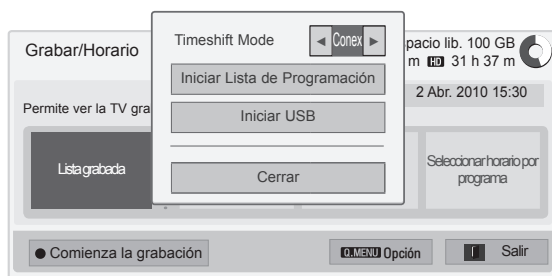 Grabar/Horario
Timeshift Mode
◄ Conex ►
Iniciar Lista de Programación
Iniciar USB
Cerrar
pacio lib. 100 GB
m HD 31 h 37 m
2 Abr. 2010 15:30
Permite ver la TV gra
Lista grabada
Seleccionar horario por
programa
● Comienza la grabación
Q.MENU Opción
Salir